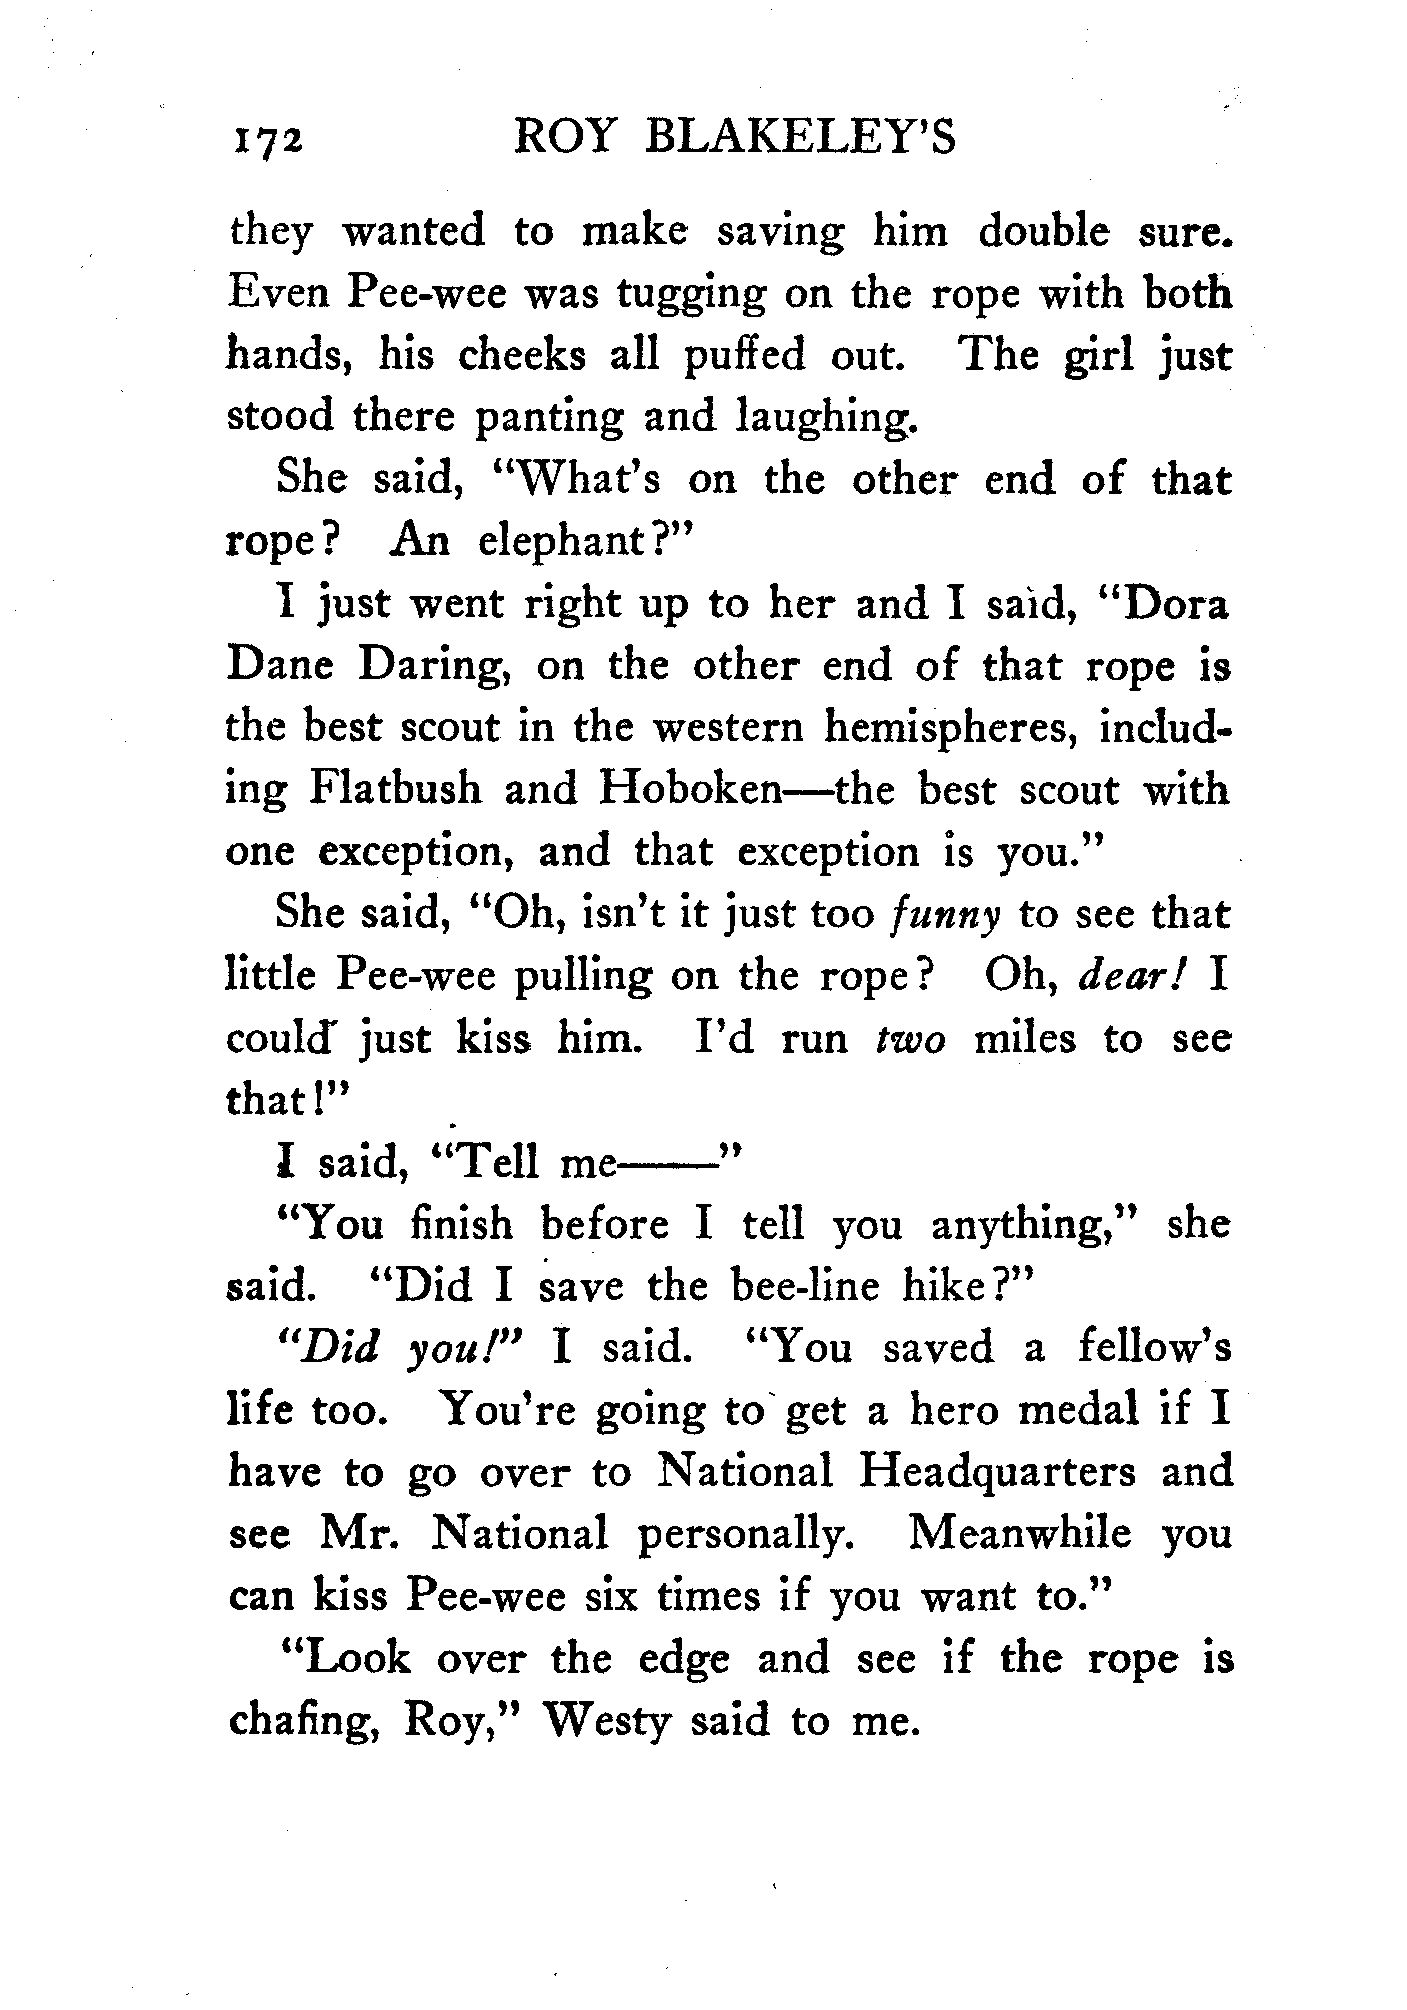 172 ROY BLAKELEY'S
they wanted to make saving him double sure.
Even Pee-wee was tugging on the rope with both
hands, his cheeks all puffed out. The girl just
stood there panting and laughing.
She said, "What's on the other end of that
rope? An elephant?"
I just went right up to her and I said, "Dora
Dane Daring, on the other end of that rope is
the best scout in the western hemispheres, includ-
ing Flatbush and Hoboken—the best scout with
one exception, and that exception is you."
She said, "Oh, isn't it just too funny to see that
little Pee-wee pulling on the rope? Oh, dear! I
could just kiss him. I'd run two miles to see
that!"
I said, "Tell me——"
"You finish before I tell you anything," she
said. "Did I save the bee-line hike?"
"Did you!" I said. "You saved a fellow's
life too. You're going to get a hero medal if I
have to go over to National Headquarters and
see Mr. National personally. Meanwhile you
can kiss Pee-wee six times if you want to."
"Look over the edge and see if the rope is
chafing, Roy," Westy said to me.